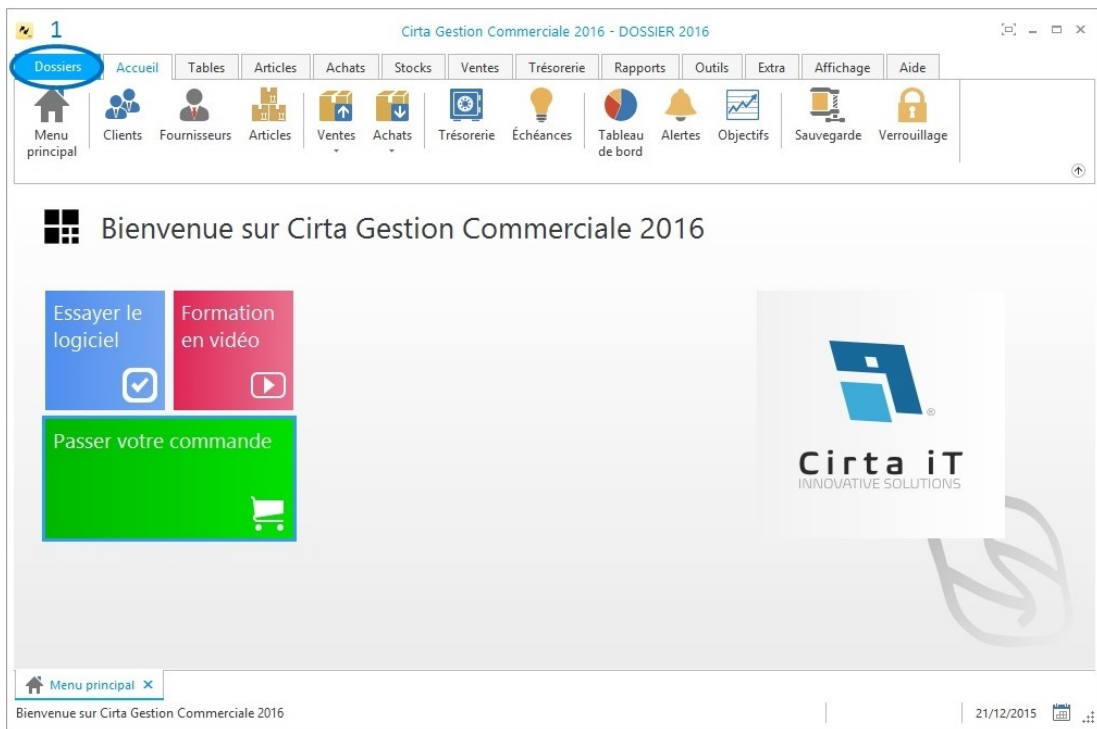 1
Cirta Gestion Commerciale 2016 - DOSSIER 2016
Dossiers Accueil Tables Articles Achats Stocks Ventes Trésorerie Rapports Outils Extra Affichage Aide
Menu principal Clients Fournisseurs Articles Ventes Achats Trésorerie Échéances Tableau de bord Alertes Objectifs Sauvegarde Verrouillage
Bienvenue sur Cirta Gestion Commerciale 2016
Essayer le
logiciel
Formation
en vidéo
Passer votre commande
Cirta iT
INNOVATIVE SOLUTIONS
Menu principal
Bienvenue sur Cirta Gestion Commerciale 2016
21/12/2015